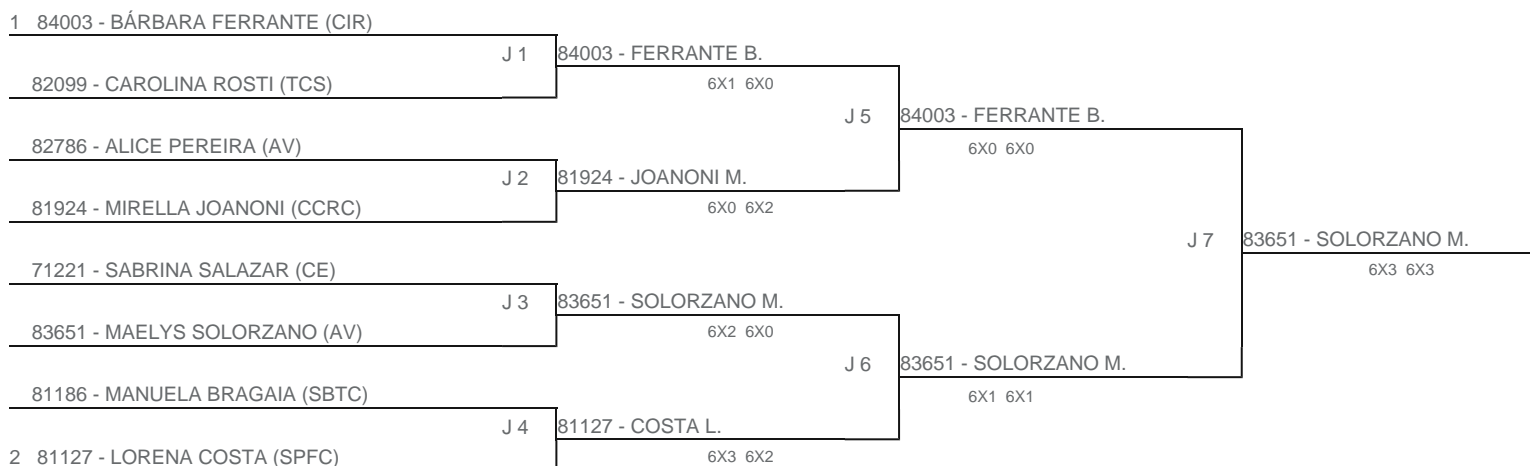 1 84003 - BÁRBARA FERRANTE (CIR)
J 1 84003 - FERRANTE B.
82099 - CAROLINA ROSTI (TCS)
6X1 6X0
J 5 84003 - FERRANTE B.
82786 - ALICE PEREIRA (AV)
6X0 6X0
J 2 81924 - JOANONI M.
81924 - MIRELLA JOANONI (CCRC)
6X0 6X2
J 7 83651 - SOLORZANO M.
71221 - SABRINA SALAZAR (CE)
6X3 6X3
J 3 83651 - SOLORZANO M.
83651 - MAELYS SOLORZANO (AV)
6X2 6X0
J 6 83651 - SOLORZANO M.
81186 - MANUELA BRAGAIA (SBTC)
6X1 6X1
J 4 81127 - COSTA L.
2 81127 - LORENA COSTA (SPFC)
6X3 6X2